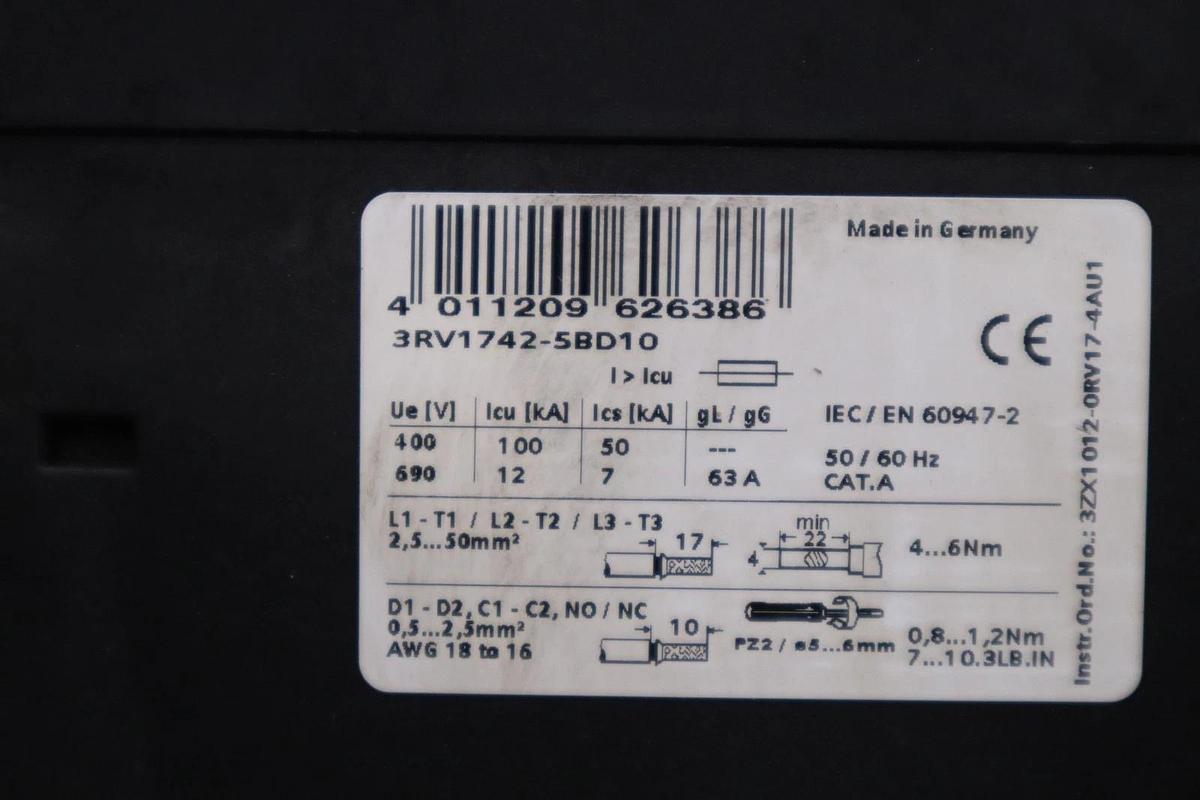 Made in Germany
4 011209 626386
3RV1742-5BD10
CE
I > Icu
Ue [V] Icu [kA] Ics [kA] gL / gG
400 100 50 ---
690 12 7 63 A
IEC / EN 60947-2
50 / 60 Hz
CAT.A
L1 - T1 / L2 - T2 / L3 - T3
2,5...50mm²
17
min
22
4
4...6Nm
D1 - D2, C1 - C2, NO / NC
0,5...2,5mm²
AWG 18 to 16
10
PZ2 / ø5...6mm
0,8...1,2Nm
7...10.3LB.IN
Instr.Ord.No.: 3ZX1012-0RV17-4AU1